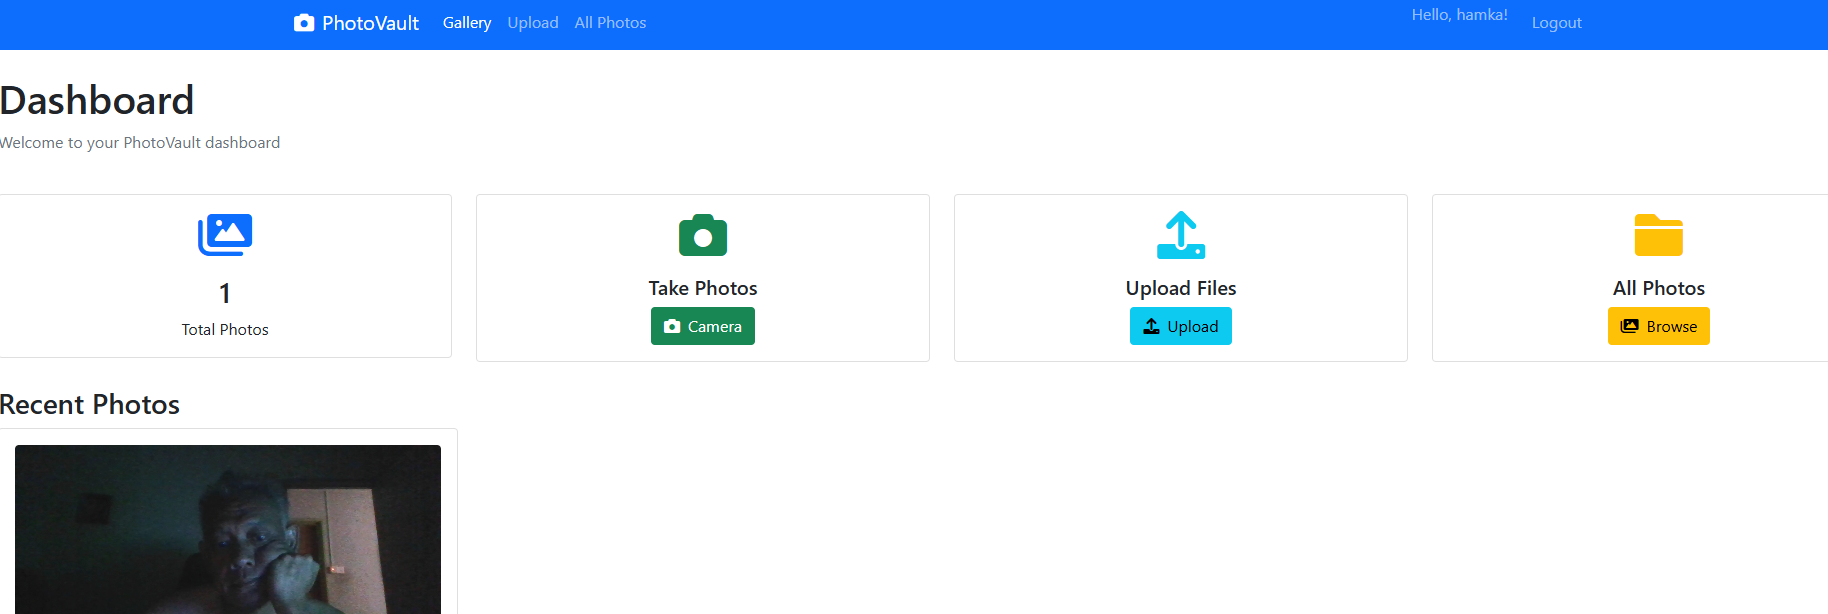 PhotoVault Gallery Upload All Photos Hello, hamka! Logout
Dashboard
Welcome to your PhotoVault dashboard
1
Total Photos
Take Photos
Camera
Upload Files
Upload
All Photos
Browse
Recent Photos